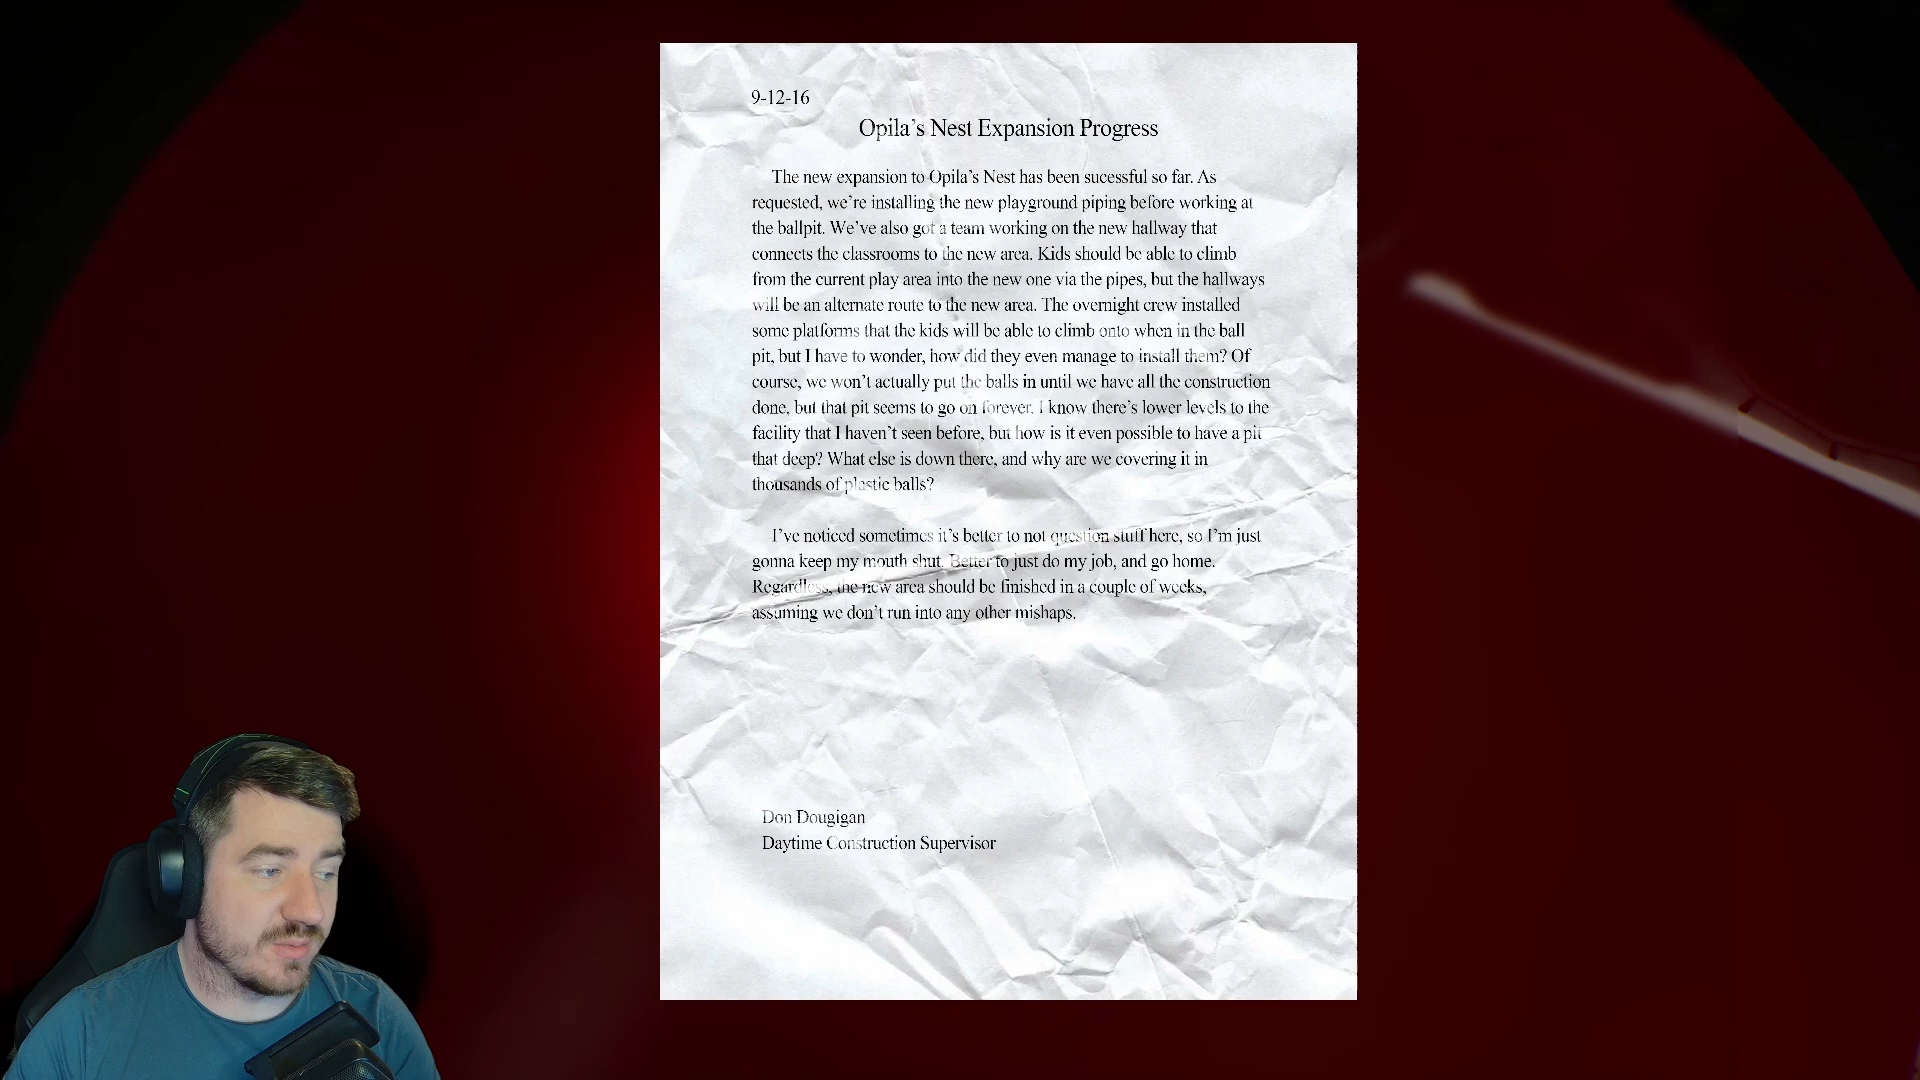 9-12-16
Opila's Nest Expansion Progress
The new expansion to Opila's Nest has been sucessful so far. As
requested, we're installing the new playground piping before working at
the ballpit. We've also got a team working on the new hallway that
connects the classrooms to the new area. Kids should be able to climb
from the current play area into the new one via the pipes, but the hallways
will be an alternate route to the new area. The overnight crew installed
some platforms that the kids will be able to climb onto when in the ball
pit, but I have to wonder, how did they even manage to install them? Of
course, we won't actually put the balls in until we have all the construction
done, but that pit seems to go on forever. I know there's lower levels to the
facility that I haven't seen before, but how is it even possible to have a pit
that deep? What else is down there, and why are we covering it in
thousands of plastic balls?
I've noticed sometimes it's better to not question stuff here, so I'm just
gonna keep my mouth shut. Better to just do my job, and go home.
Regardless, the new area should be finished in a couple of weeks,
assuming we don't run into any other mishaps.
Don Dougigan
Daytime Construction Supervisor